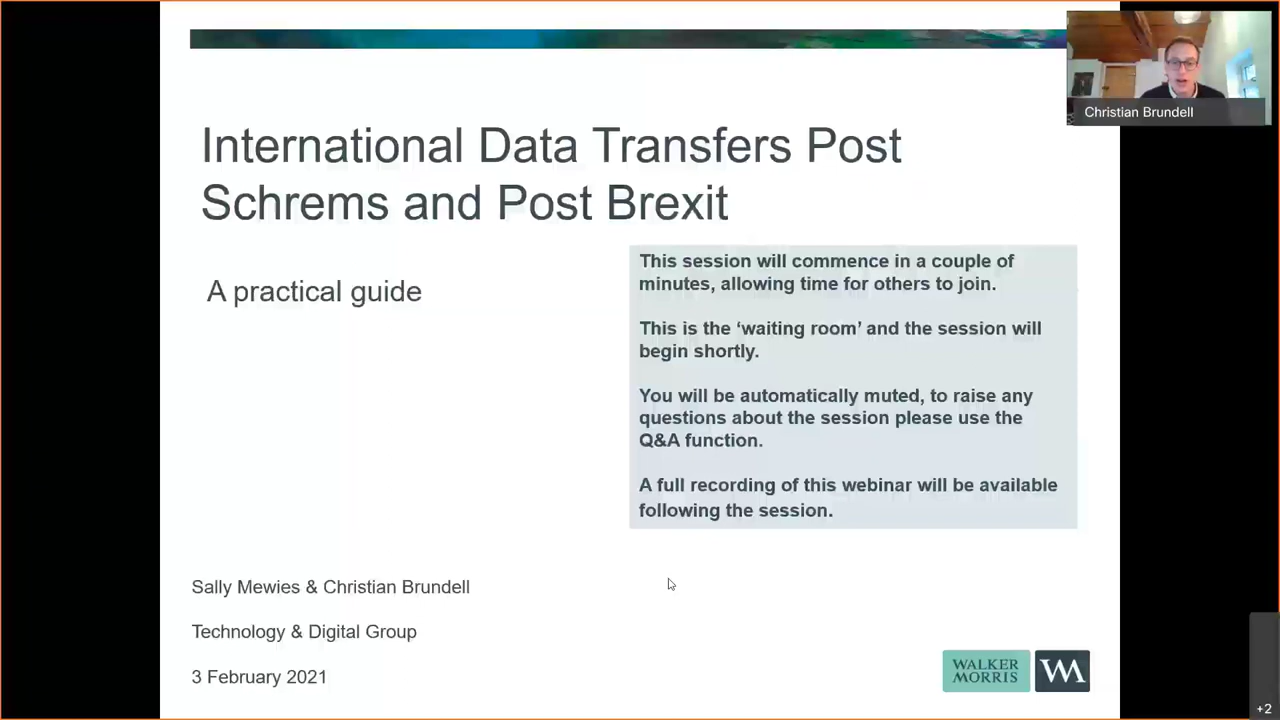 Christian Brundell
International Data Transfers Post
Schrems and Post Brexit
A practical guide
This session will commence in a couple of
minutes, allowing time for others to join.
This is the ‘waiting room’ and the session will
begin shortly.
You will be automatically muted, to raise any
questions about the session please use the
Q&A function.
A full recording of this webinar will be available
following the session.
Sally Mewies & Christian Brundell
Technology & Digital Group
3 February 2021
WALKER
MORRIS
WM
+2